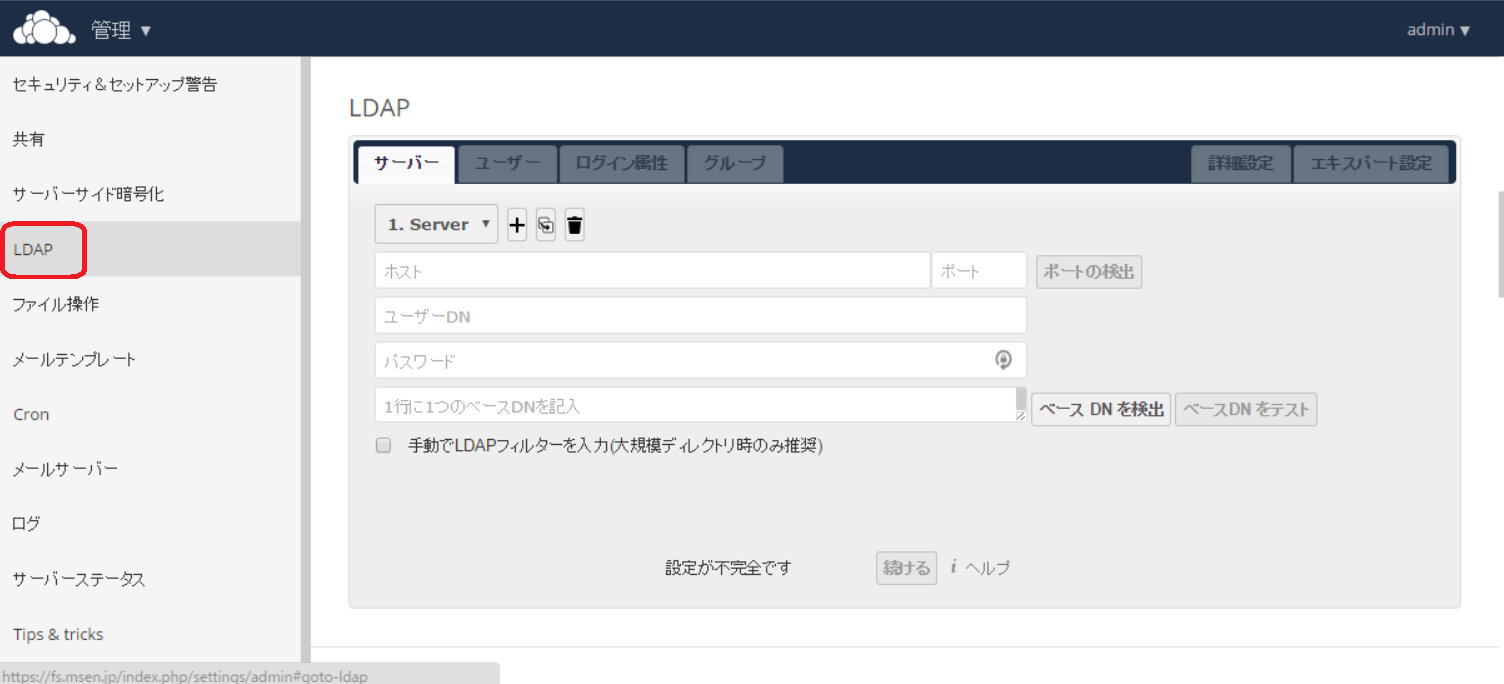 管理 ▼
admin ▼
セキュリティ＆セットアップ警告
共有
サーバーサイド暗号化
LDAP
ファイル操作
メールテンプレート
Cron
メールサーバー
ログ
サーバーステータス
Tips & tricks
https://fs.msen.jp/index.php/settings/admin#goto-ldap
LDAP
サーバー ユーザー ログイン属性 グループ 詳細設定 エキスパート設定
1. Server ▼
ホスト ポート ポートの検出
ユーザーDN
パスワード
1行に1つのベースDNを記入 ベース DN を検出 ベースDN をテスト
手動でLDAPフィルターを入力(大規模ディレクトリ時のみ推奨)
設定が不完全です 続ける i ヘルプ